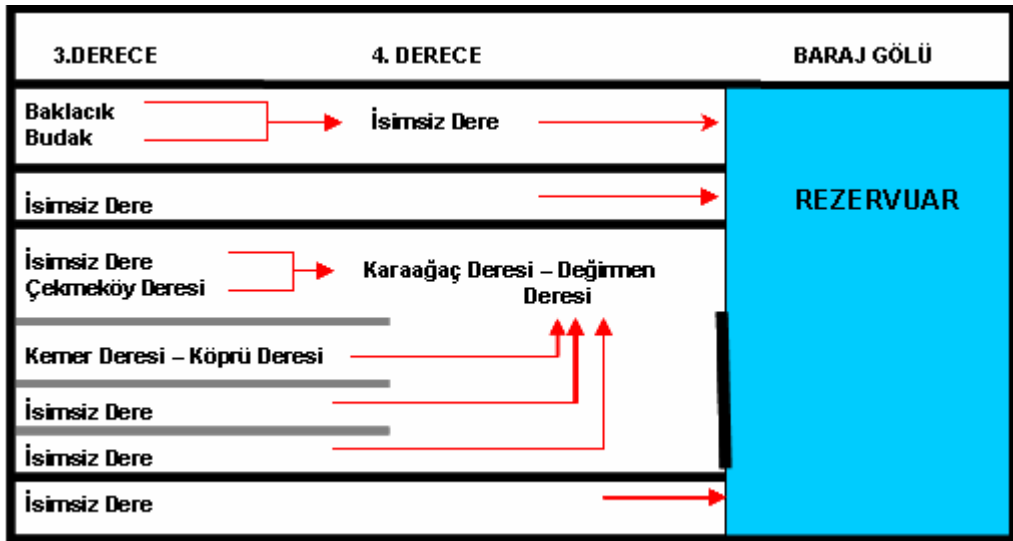 3.DERECE 4. DERECE BARAJ GÖLÜ
Baklacık
Budak
İsimsiz Dere
İsimsiz Dere
REZERVUAR
İsimsiz Dere
Çekmeköy Deresi
Karaağaç Deresi – Değirmen
Deresi
Kemer Deresi – Köprü Deresi
İsimsiz Dere
İsimsiz Dere
İsimsiz Dere